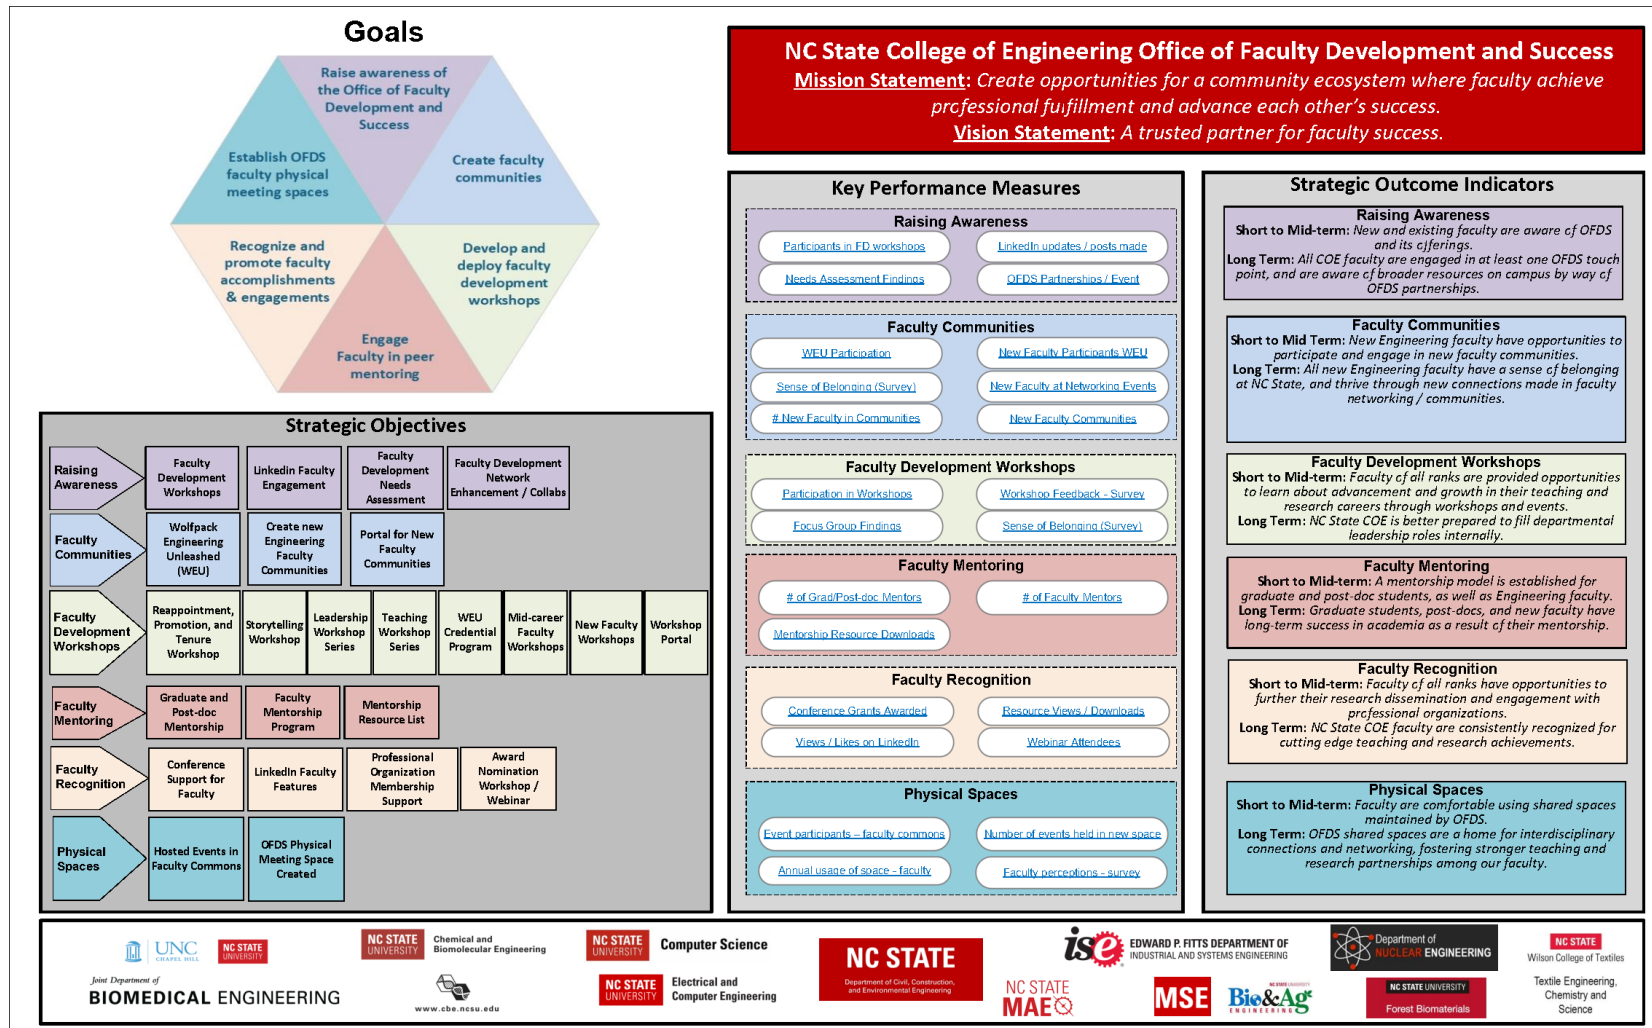 Goals
Raise awareness of
the Office of Faculty
Development and
Success
Establish OFDS
faculty physical
meeting spaces
Create faculty
communities
Recognize and
promote faculty
accomplishments
& engagements
Develop and
deploy faculty
development
workshops
Engage
Faculty in peer
mentoring
NC State College of Engineering Office of Faculty Development and Success
Mission Statement: Create opportunities for a community ecosystem where faculty achieve
professional fulfillment and advance each other's success.
Vision Statement: A trusted partner for faculty success.
Strategic Objectives
Raising
Awareness
Faculty
Development
Workshops
Linkedin Faculty
Engagement
Faculty
Development
Needs
Assessment
Faculty Development
Network
Enhancement / Collabs
Faculty
Communities
Wolfpack
Engineering
Unleashed
(WEU)
Create new
Engineering
Faculty
Communities
Portal for New
Faculty
Communities
Faculty
Development
Workshops
Reappointment,
Promotion, and
Tenure
Workshop
Storytelling
Workshop
Leadership
Workshop
Series
Teaching
Workshop
Series
WEU
Credential
Program
Mid-career
Faculty
Workshops
New Faculty
Workshops
Workshop
Portal
Faculty
Mentoring
Graduate and
Post-doc
Mentorship
Faculty
Mentorship
Program
Mentorship
Resource List
Faculty
Recognition
Conference
Support for
Faculty
LinkedIn Faculty
Features
Professional
Organization
Membership
Support
Award
Nomination
Workshop /
Webinar
Physical
Spaces
Hosted Events in
Faculty Commons
OFDS Physical
Meeting Space
Created
Key Performance Measures
Raising Awareness
Participants in FD workshops
LinkedIn updates / posts made
Needs Assessment Findings
OFDS Partnerships / Event
Faculty Communities
WEU Participation
New Faculty Participants WEU
Sense of Belonging (Survey)
New Faculty at Networking Events
# New Faculty in Communities
New Faculty Communities
Faculty Development Workshops
Participation in Workshops
Workshop Feedback - Survey
Focus Group Findings
Sense of Belonging (Survey)
Faculty Mentoring
# of Grad/Post-doc Mentors
# of Faculty Mentors
Mentorship Resource Downloads
Faculty Recognition
Conference Grants Awarded
Resource Views / Downloads
Views / Likes on LinkedIn
Webinar Attendees
Physical Spaces
Event participants – faculty commons
Number of events held in new space
Annual usage of space - faculty
Faculty perceptions - survey
Strategic Outcome Indicators
Raising Awareness
Short to Mid-term: New and existing faculty are aware of OFDS
and its offerings.
Long Term: All COE faculty are engaged in at least one OFDS touch
point, and are aware of broader resources on campus by way of
OFDS partnerships.
Faculty Communities
Short to Mid Term: New Engineering faculty have opportunities to
participate and engage in new faculty communities.
Long Term: All new Engineering faculty have a sense of belonging
at NC State, and thrive through new connections made in faculty
networking / communities.
Faculty Development Workshops
Short to Mid-term: Faculty of all ranks are provided opportunities
to learn about advancement and growth in their teaching and
research careers through workshops and events.
Long Term: NC State COE is better prepared to fill departmental
leadership roles internally.
Faculty Mentoring
Short to Mid-term: A mentorship model is established for
graduate and post-doc students, as well as Engineering faculty.
Long Term: Graduate students, post-docs, and new faculty have
long-term success in academia as a result of their mentorship.
Faculty Recognition
Short to Mid-term: Faculty of all ranks have opportunities to
further their research dissemination and engagement with
professional organizations.
Long Term: NC State COE faculty are consistently recognized for
cutting edge teaching and research achievements.
Physical Spaces
Short to Mid-term: Faculty are comfortable using shared spaces
maintained by OFDS.
Long Term: OFDS shared spaces are a home for interdisciplinary
connections and networking, fostering stronger teaching and
research partnerships among our faculty.
UNC
CHAPEL HILL
NC STATE
UNIVERSITY
Joint Department of
BIOMEDICAL ENGINEERING
NC STATE
UNIVERSITY
Chemical and
Biomolecular Engineering
www.cbe.ncsu.edu
NC STATE
UNIVERSITY
Computer Science
NC STATE
UNIVERSITY
Electrical and
Computer Engineering
NC STATE
Department of Civil, Construction,
and Environmental Engineering
ise
EDWARD P. FITTS DEPARTMENT OF
INDUSTRIAL AND SYSTEMS ENGINEERING
NC STATE
MAE
MSE
NC STATE UNIVERSITY
Bio&Ag
ENGINEERING
Department of
NUCLEAR ENGINEERING
NC STATE UNIVERSITY
Forest Biomaterials
NC STATE
Wilson College of Textiles
Textile Engineering,
Chemistry and
Science